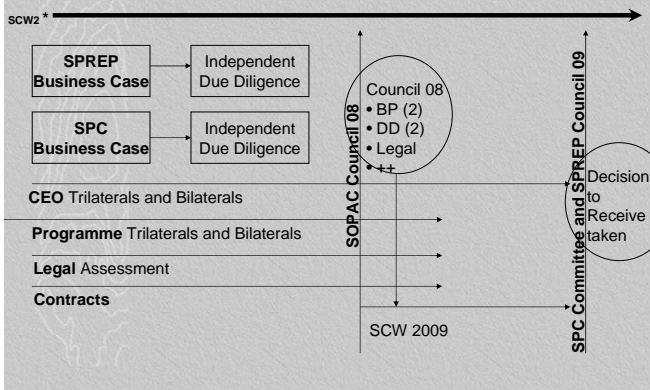 SCW2 *
SPREP
Business Case
Independent
Due Diligence
SPC
Business Case
Independent
Due Diligence
SOPAC Council 08
Council 08
• BP (2)
• DD (2)
• Legal
• ++
SPC Committee and SPREP Council 09
Decision
to
Receive
taken
CEO Trilaterals and Bilaterals
Programme Trilaterals and Bilaterals
Legal Assessment
Contracts
SCW 2009